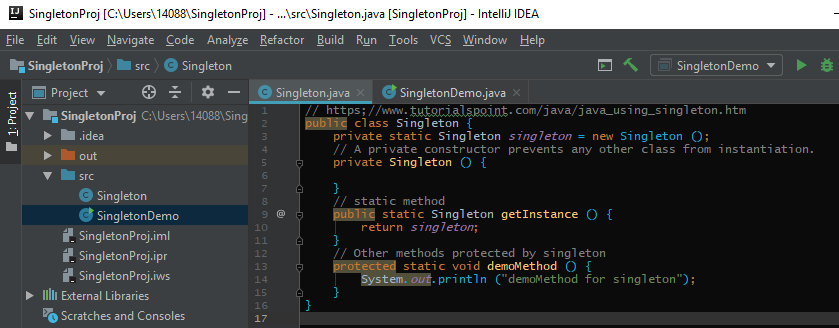 SingletonProj [C:\Users\14088\SingletonProj] - ...\src\Singleton.java [SingletonProj] - IntelliJ IDEA
File Edit View Navigate Code Analyze Refactor Build Run Tools VCS Window Help
SingletonProj src Singleton
SingletonDemo
1: Project
Project
Singleton.java
SingletonDemo.java
SingletonProj C:\Users\14088\Sing
.idea
out
src
Singleton
SingletonDemo
SingletonProj.iml
SingletonProj.ipr
SingletonProj.iws
External Libraries
Scratches and Consoles
1 // https://www.tutorialspoint.com/java/java_using_singleton.htm
2 public class Singleton {
3 private static Singleton singleton = new Singleton ();
4 // A private constructor prevents any other class from instantiation.
5 private Singleton () {
6
7 }
8 // static method
9 @ public static Singleton getInstance () {
10 return singleton;
11 }
12 // Other methods protected by singleton
13 protected static void demoMethod () {
14 System.out.println ("demoMethod for singleton");
15 }
16 }
17